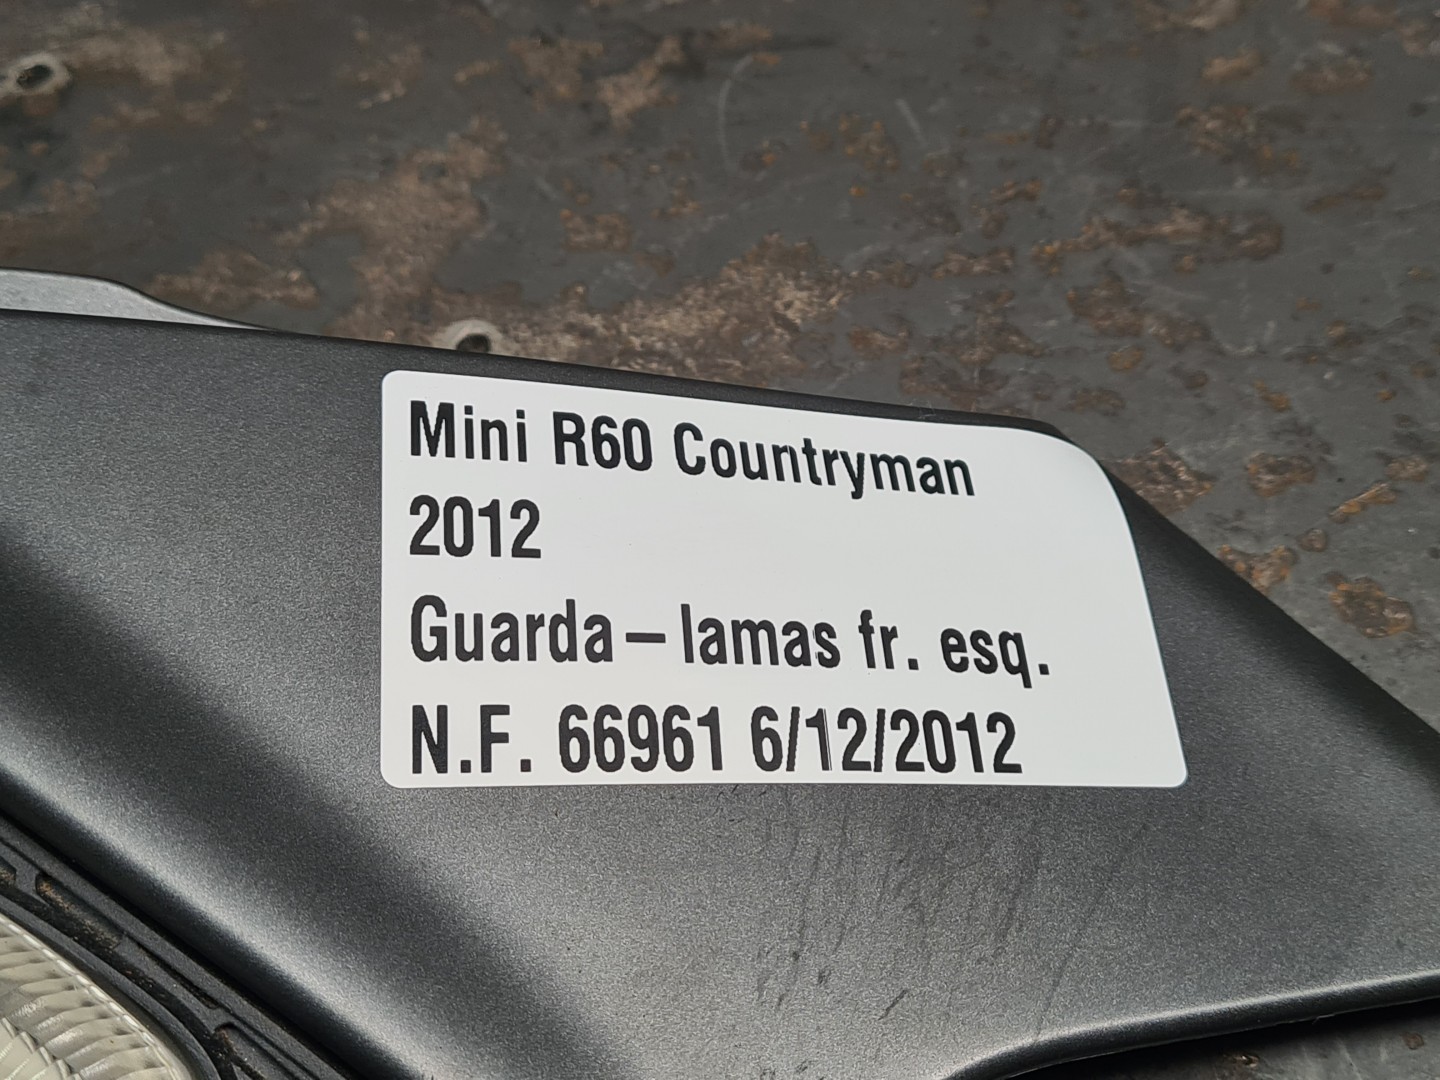 Mini R60 Countryman
2012
Guarda-lamas fr. esq.
N.F. 66961 6/12/2012